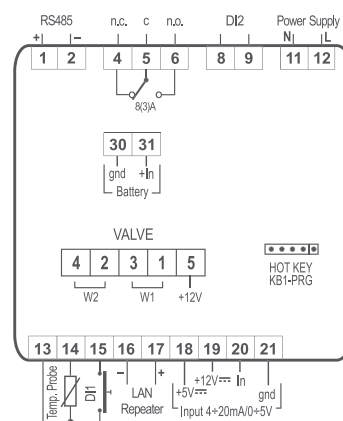 RS485 n.c. c n.o. DI2 Power Supply
+ − N L
1 2 4 5 6 8 9 11 12
8(3)A
30 31
gnd +In
Battery
VALVE
4 2 3 1 5
W2 W1 +12V
HOT KEY
KB1-PRG
13 14 15 16 17 18 19 20 21
Temp. Probe
DI1
− +
LAN
Repeater
+5V⎓ +12V⎓ In gnd
Input 4÷20mA/0÷5V